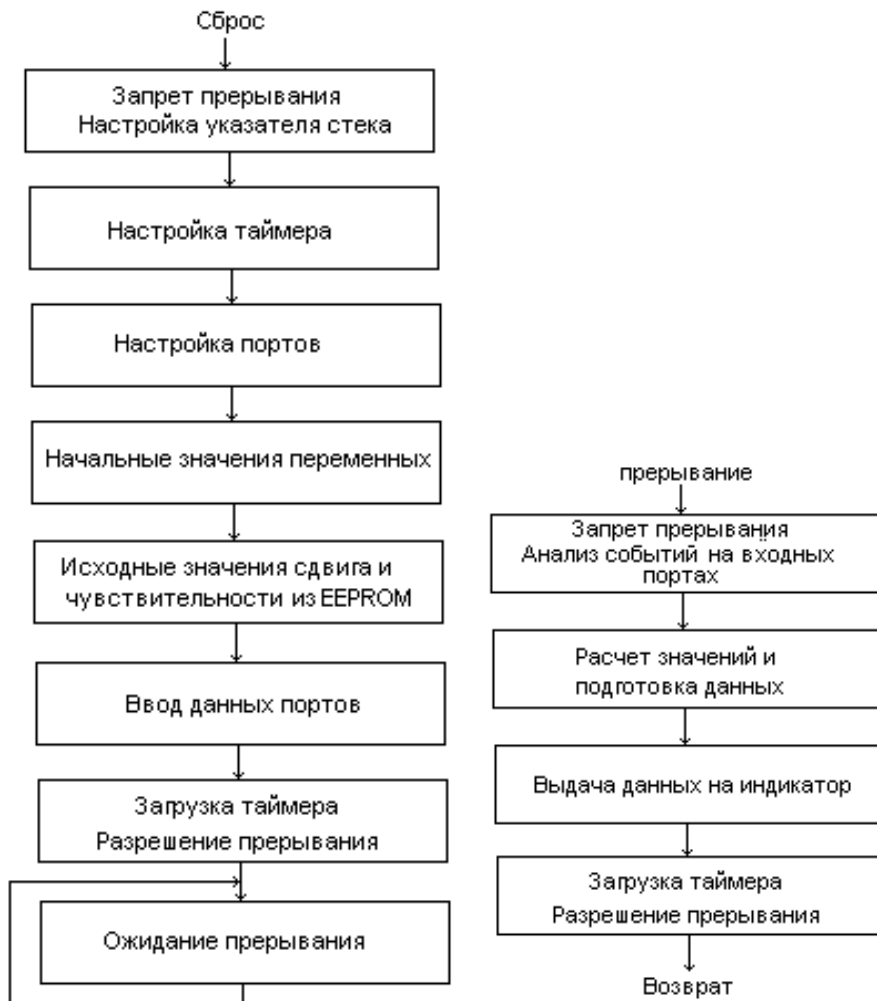 Сброс
Запрет прерывания
Настройка указателя стека
Настройка таймера
Настройка портов
Начальные значения переменных
Исходные значения сдвига и
чувствительности из EEPROM
Ввод данных портов
Загрузка таймера
Разрешение прерывания
Ожидание прерывания
прерывание
Запрет прерывания
Анализ событий на входных
портах
Расчет значений и
подготовка данных
Выдача данных на индикатор
Загрузка таймера
Разрешение прерывания
Возврат